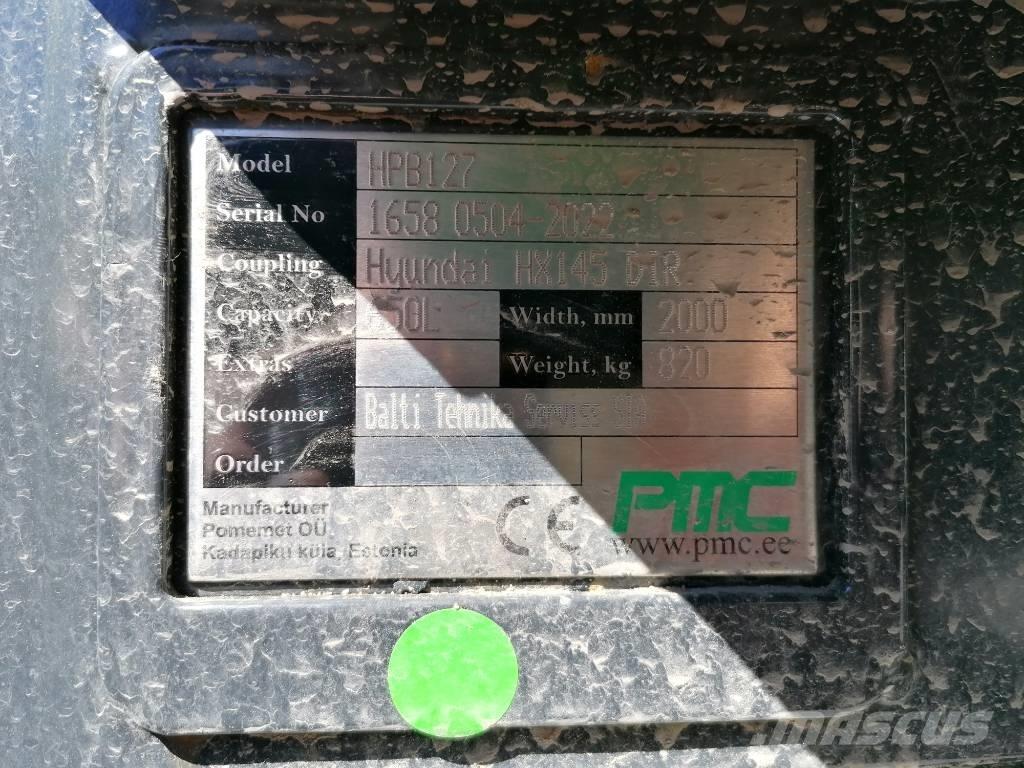 Model HPB127
Serial No 1658 0504-2022
Coupling Hyundai HX145 DTR
Capacity Width, mm 2000
Extras Weight, kg 820
Customer Balti Tehnika Service SIA
Order
Manufacturer
Pomemet OÜ
Kadapiku küla, Estonia
CE
PMC
www.pmc.ee
MASCUS